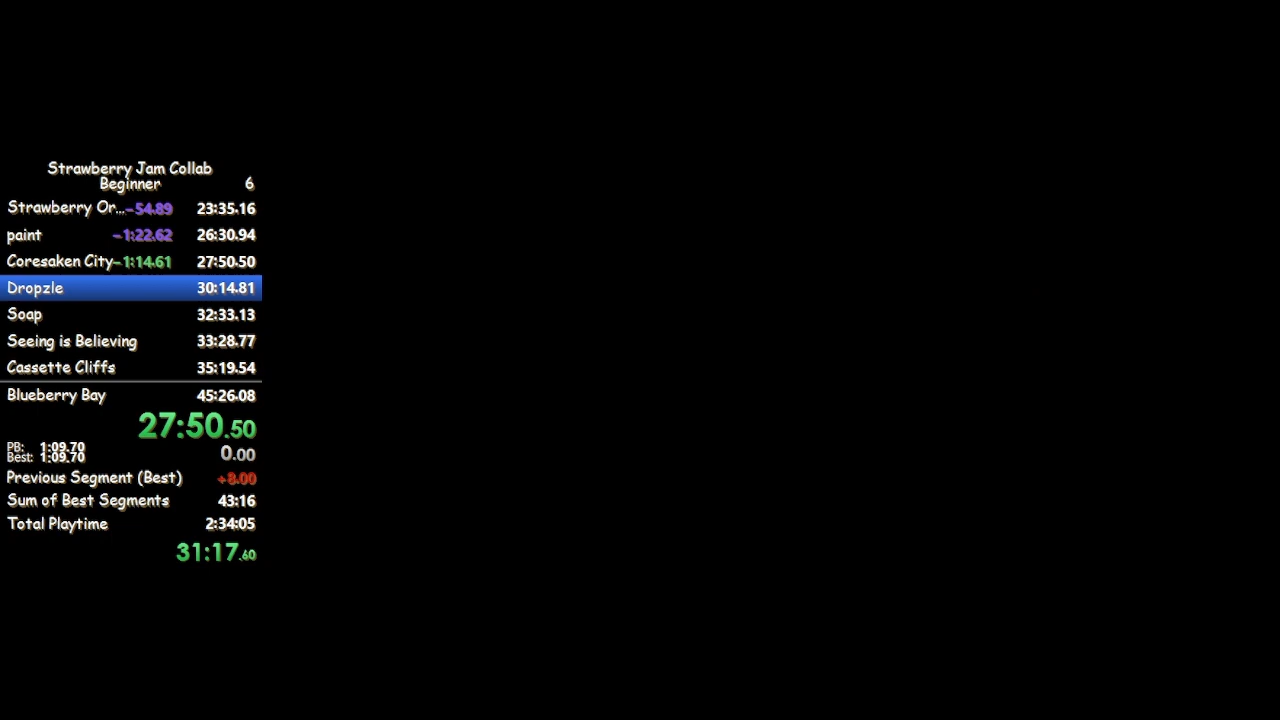 Strawberry Jam Collab
Beginner 6
Strawberry Or... -54.89 23:35.16
paint -1:22.62 26:30.94
Coresaken City -1:14.61 27:50.50
Dropzle 30:14.81
Soap 32:33.13
Seeing is Believing 33:28.77
Cassette Cliffs 35:19.54
Blueberry Bay 45:26.08
27:50.50
PB: 1:09.70 0.00
Best: 1:09.70
Previous Segment (Best) +8.00
Sum of Best Segments 43:16
Total Playtime 2:34:05
31:17.60